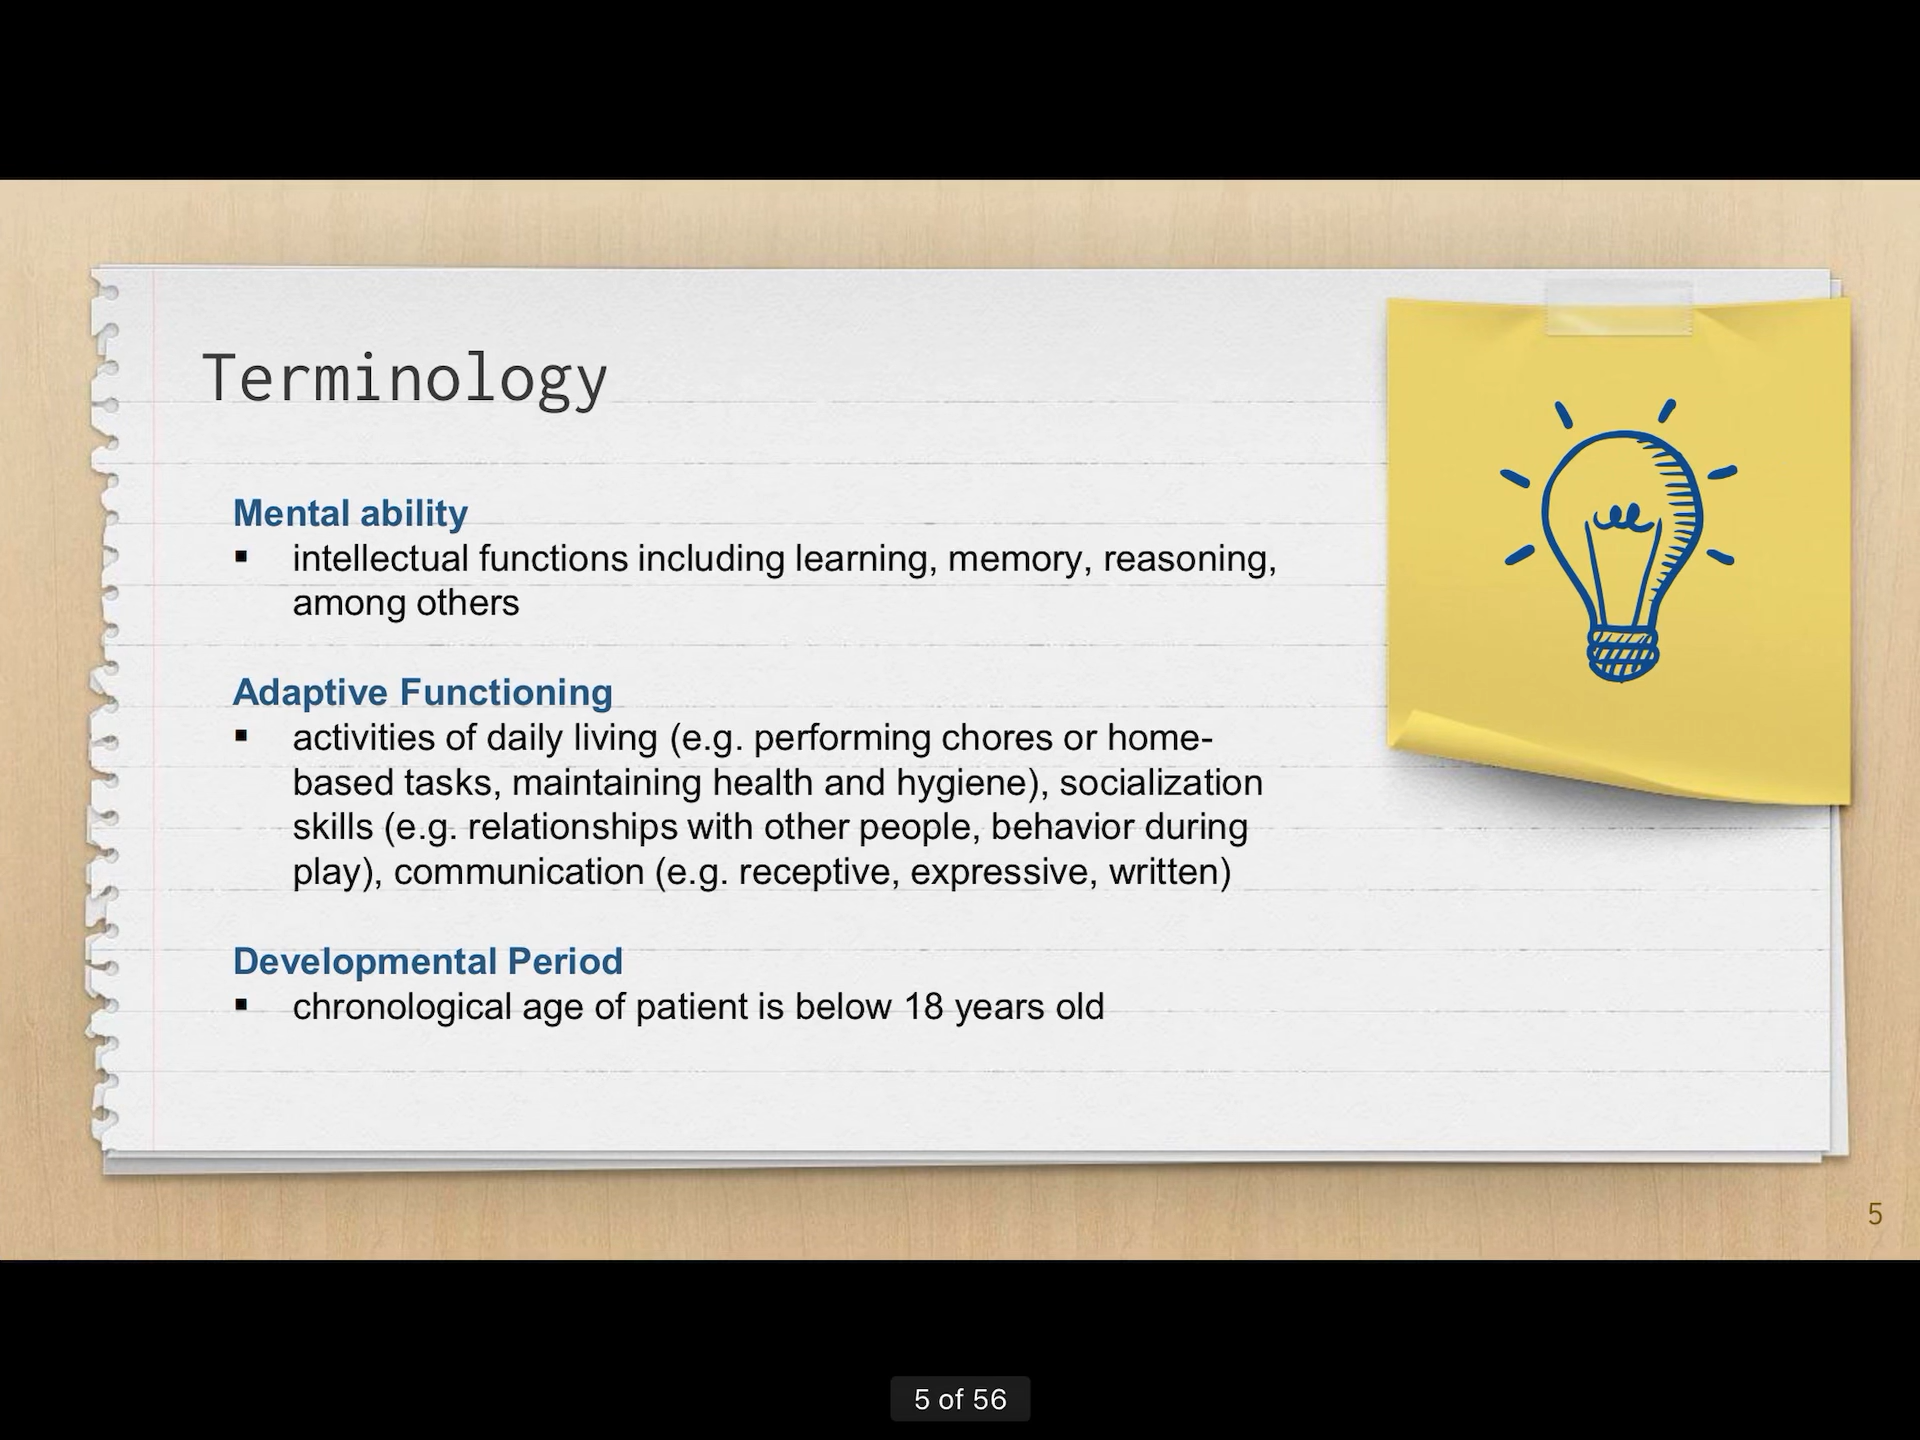 Terminology
Mental ability
▪ intellectual functions including learning, memory, reasoning,
among others
Adaptive Functioning
▪ activities of daily living (e.g. performing chores or home-
based tasks, maintaining health and hygiene), socialization
skills (e.g. relationships with other people, behavior during
play), communication (e.g. receptive, expressive, written)
Developmental Period
▪ chronological age of patient is below 18 years old
5
5 of 56